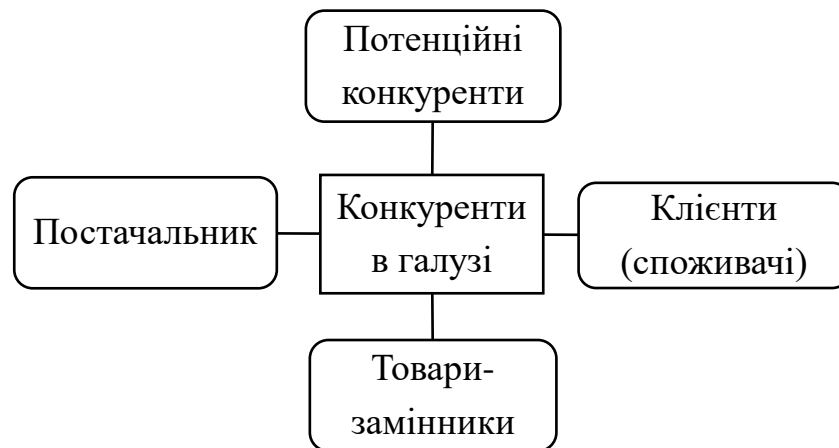 Потенційні
конкуренти
Постачальник
Конкуренти
в галузі
Клієнти
(споживачі)
Товари-
замінники